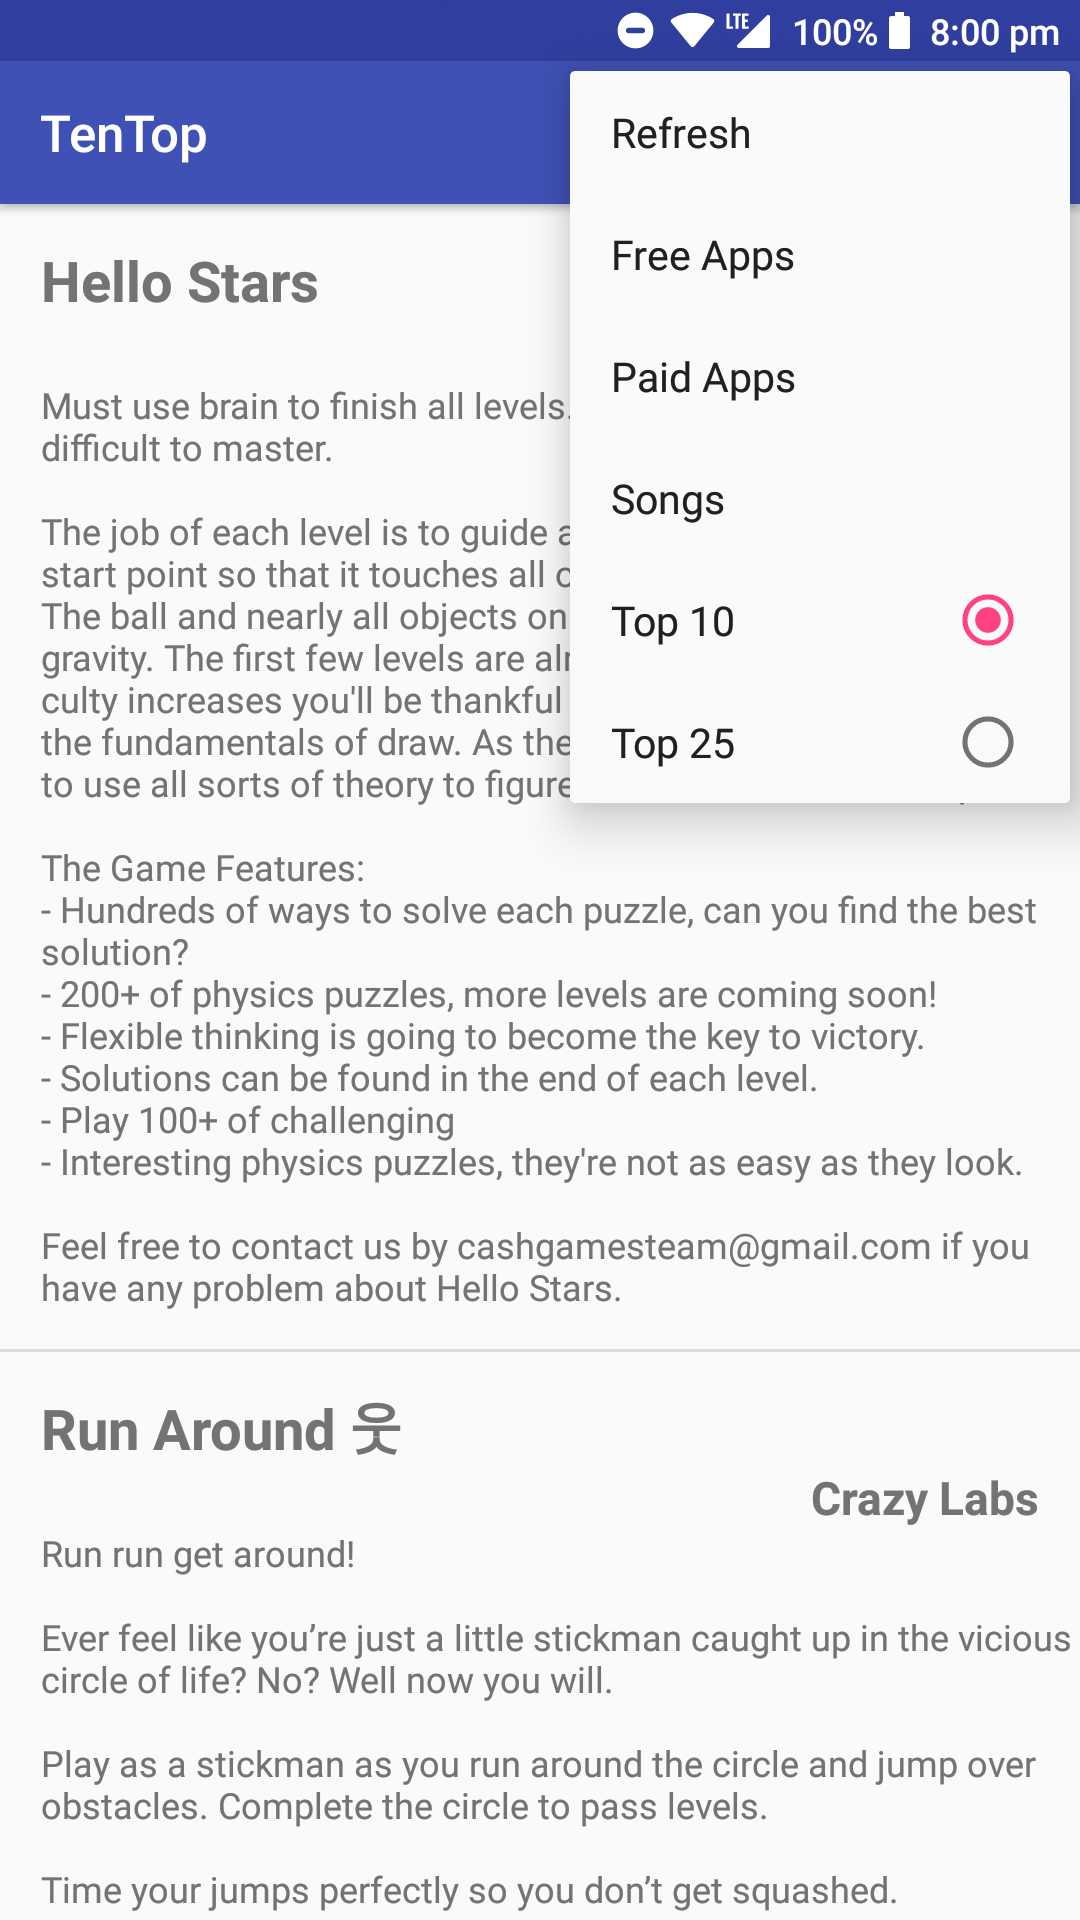 LTE 100% 8:00 pm
TenTop
Refresh
Free Apps
Paid Apps
Songs
Top 10
Top 25
Hello Stars
Must use brain to finish all levels.
difficult to master.
The job of each level is to guide
start point so that it touches all
The ball and nearly all objects on
gravity. The first few levels are
culty increases you'll be thankful
the fundamentals of draw. As the
to use all sorts of theory to figure
The Game Features:
- Hundreds of ways to solve each puzzle, can you find the best
solution?
- 200+ of physics puzzles, more levels are coming soon!
- Flexible thinking is going to become the key to victory.
- Solutions can be found in the end of each level.
- Play 100+ of challenging
- Interesting physics puzzles, they're not as easy as they look.
Feel free to contact us by cashgamesteam@gmail.com if you
have any problem about Hello Stars.
Run Around 웃
Crazy Labs
Run run get around!
Ever feel like you’re just a little stickman caught up in the vicious
circle of life? No? Well now you will.
Play as a stickman as you run around the circle and jump over
obstacles. Complete the circle to pass levels.
Time your jumps perfectly so you don’t get squashed.